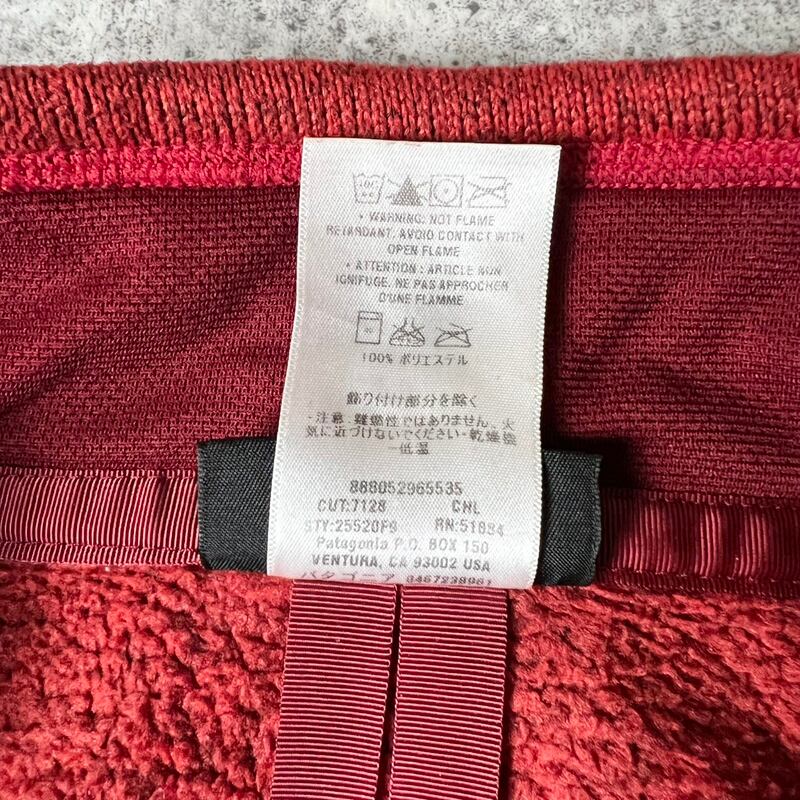 • WARNING: NOT FLAME
RETARDANT. AVOID CONTACT WITH
OPEN FLAME
• ATTENTION: ARTICLE NON
IGNIFUGE. NE PAS APPROCHER
D'UNE FLAMME
100% ポリエステル
飾り付け部分を除く
・注意 難燃性ではありません。火
気に近づけないでください・乾燥機
ー低温
888052965535
CUT:7128 CHL
STY:25520F9 RN:51884
Patagonia P.O. BOX 150
VENTURA, CA 93002 USA
パタゴニア 0467238961